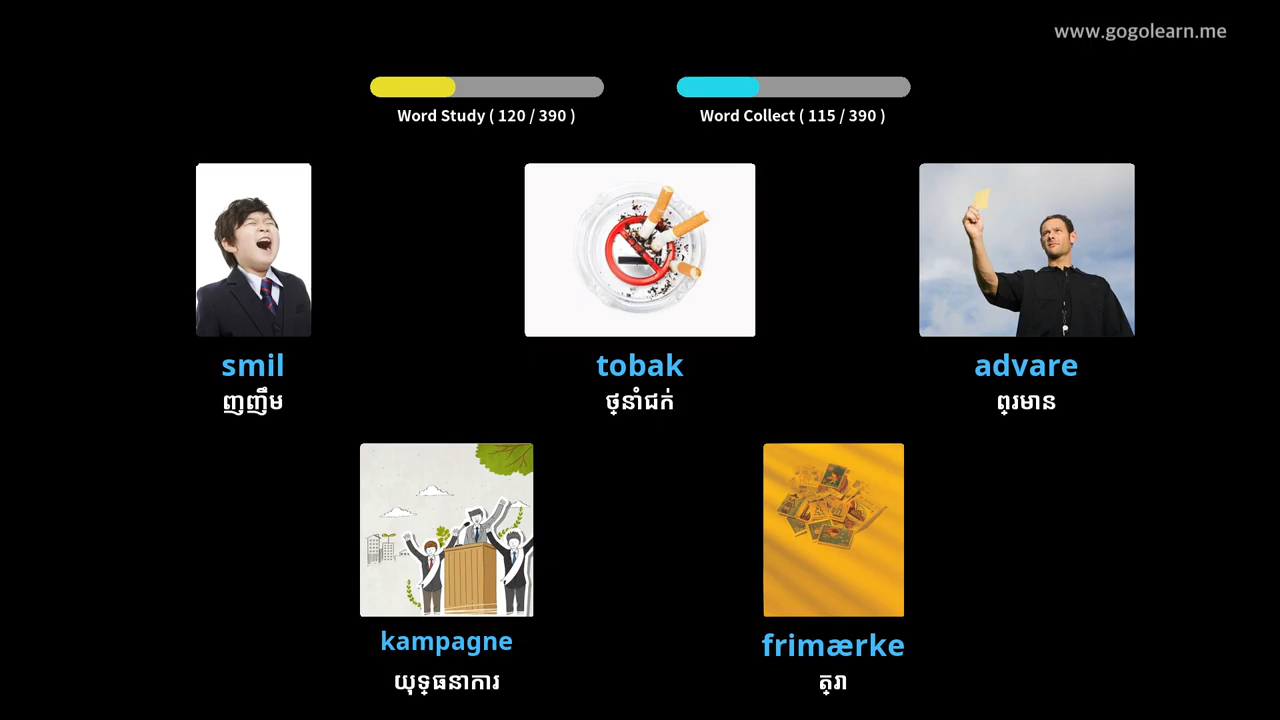 www.gogolearn.me
Word Study ( 120 / 390 )
Word Collect ( 115 / 390 )
smil
ញញឹម
tobak
ថ្នាំជក់
advare
ព្រមាន
kampagne
យុទ្ធនាការ
frimærke
ត្រា